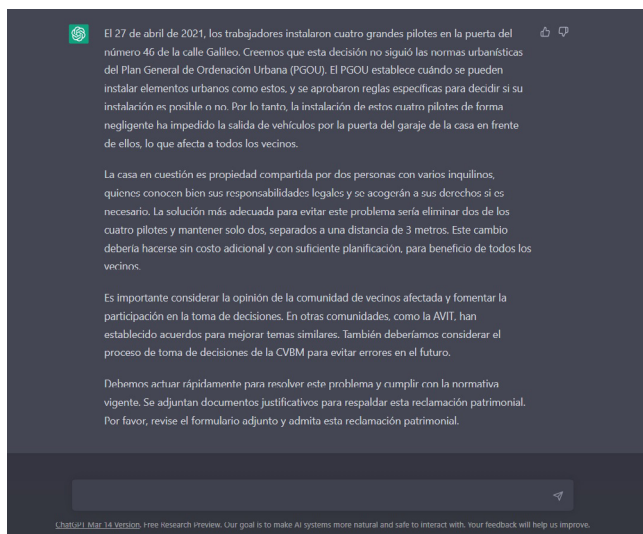 El 27 de abril de 2021, los trabajadores instalaron cuatro grandes pilotes en la puerta del
número 46 de la calle Galileo. Creemos que esta decisión no siguió las normas urbanísticas
del Plan General de Ordenación Urbana (PGOU). El PGOU establece cuándo se pueden
instalar elementos urbanos como estos, y se aprobaron reglas específicas para decidir si su
instalación es posible o no. Por lo tanto, la instalación de estos cuatro pilotes de forma
negligente ha impedido la salida de vehículos por la puerta del garaje de la casa en frente
de ellos, lo que afecta a todos los vecinos.
La casa en cuestión es propiedad compartida por dos personas con varios inquilinos,
quienes conocen bien sus responsabilidades legales y se acogerán a sus derechos si es
necesario. La solución más adecuada para evitar este problema sería eliminar dos de los
cuatro pilotes y mantener solo dos, separados a una distancia de 3 metros. Este cambio
debería hacerse sin costo adicional y con suficiente planificación, para beneficio de todos los
vecinos.
Es importante considerar la opinión de la comunidad de vecinos afectada y fomentar la
participación en la toma de decisiones. En otras comunidades, como la AVIT, han
establecido acuerdos para mejorar temas similares. También deberíamos considerar el
proceso de toma de decisiones de la CVBM para evitar errores en el futuro.
Debemos actuar rápidamente para resolver este problema y cumplir con la normativa
vigente. Se adjuntan documentos justificativos para respaldar esta reclamación patrimonial.
Por favor, revise el formulario adjunto y admita esta reclamación patrimonial.
ChatGPT Mar 14 Version. Free Research Preview. Our goal is to make AI systems more natural and safe to interact with. Your feedback will help us improve.